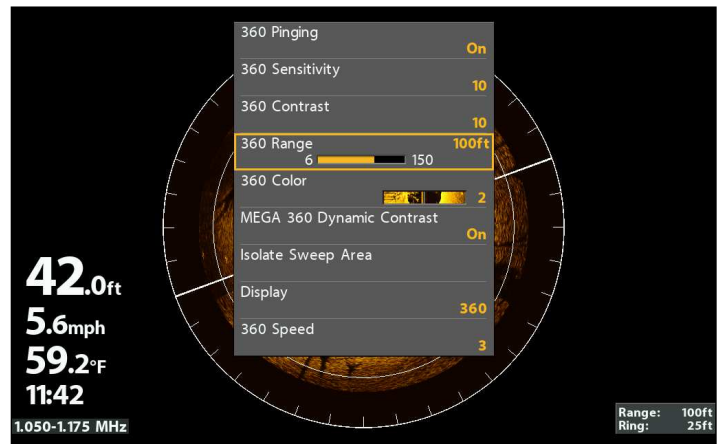 360 Pinging
On
360 Sensitivity
10
360 Contrast
10
360 Range 100ft
6 150
360 Color
2
MEGA 360 Dynamic Contrast
On
Isolate Sweep Area
Display
360
360 Speed
3
42.0ft
5.6mph
59.2°F
11:42
1.050-1.175 MHz
Range: 100ft
Ring: 25ft